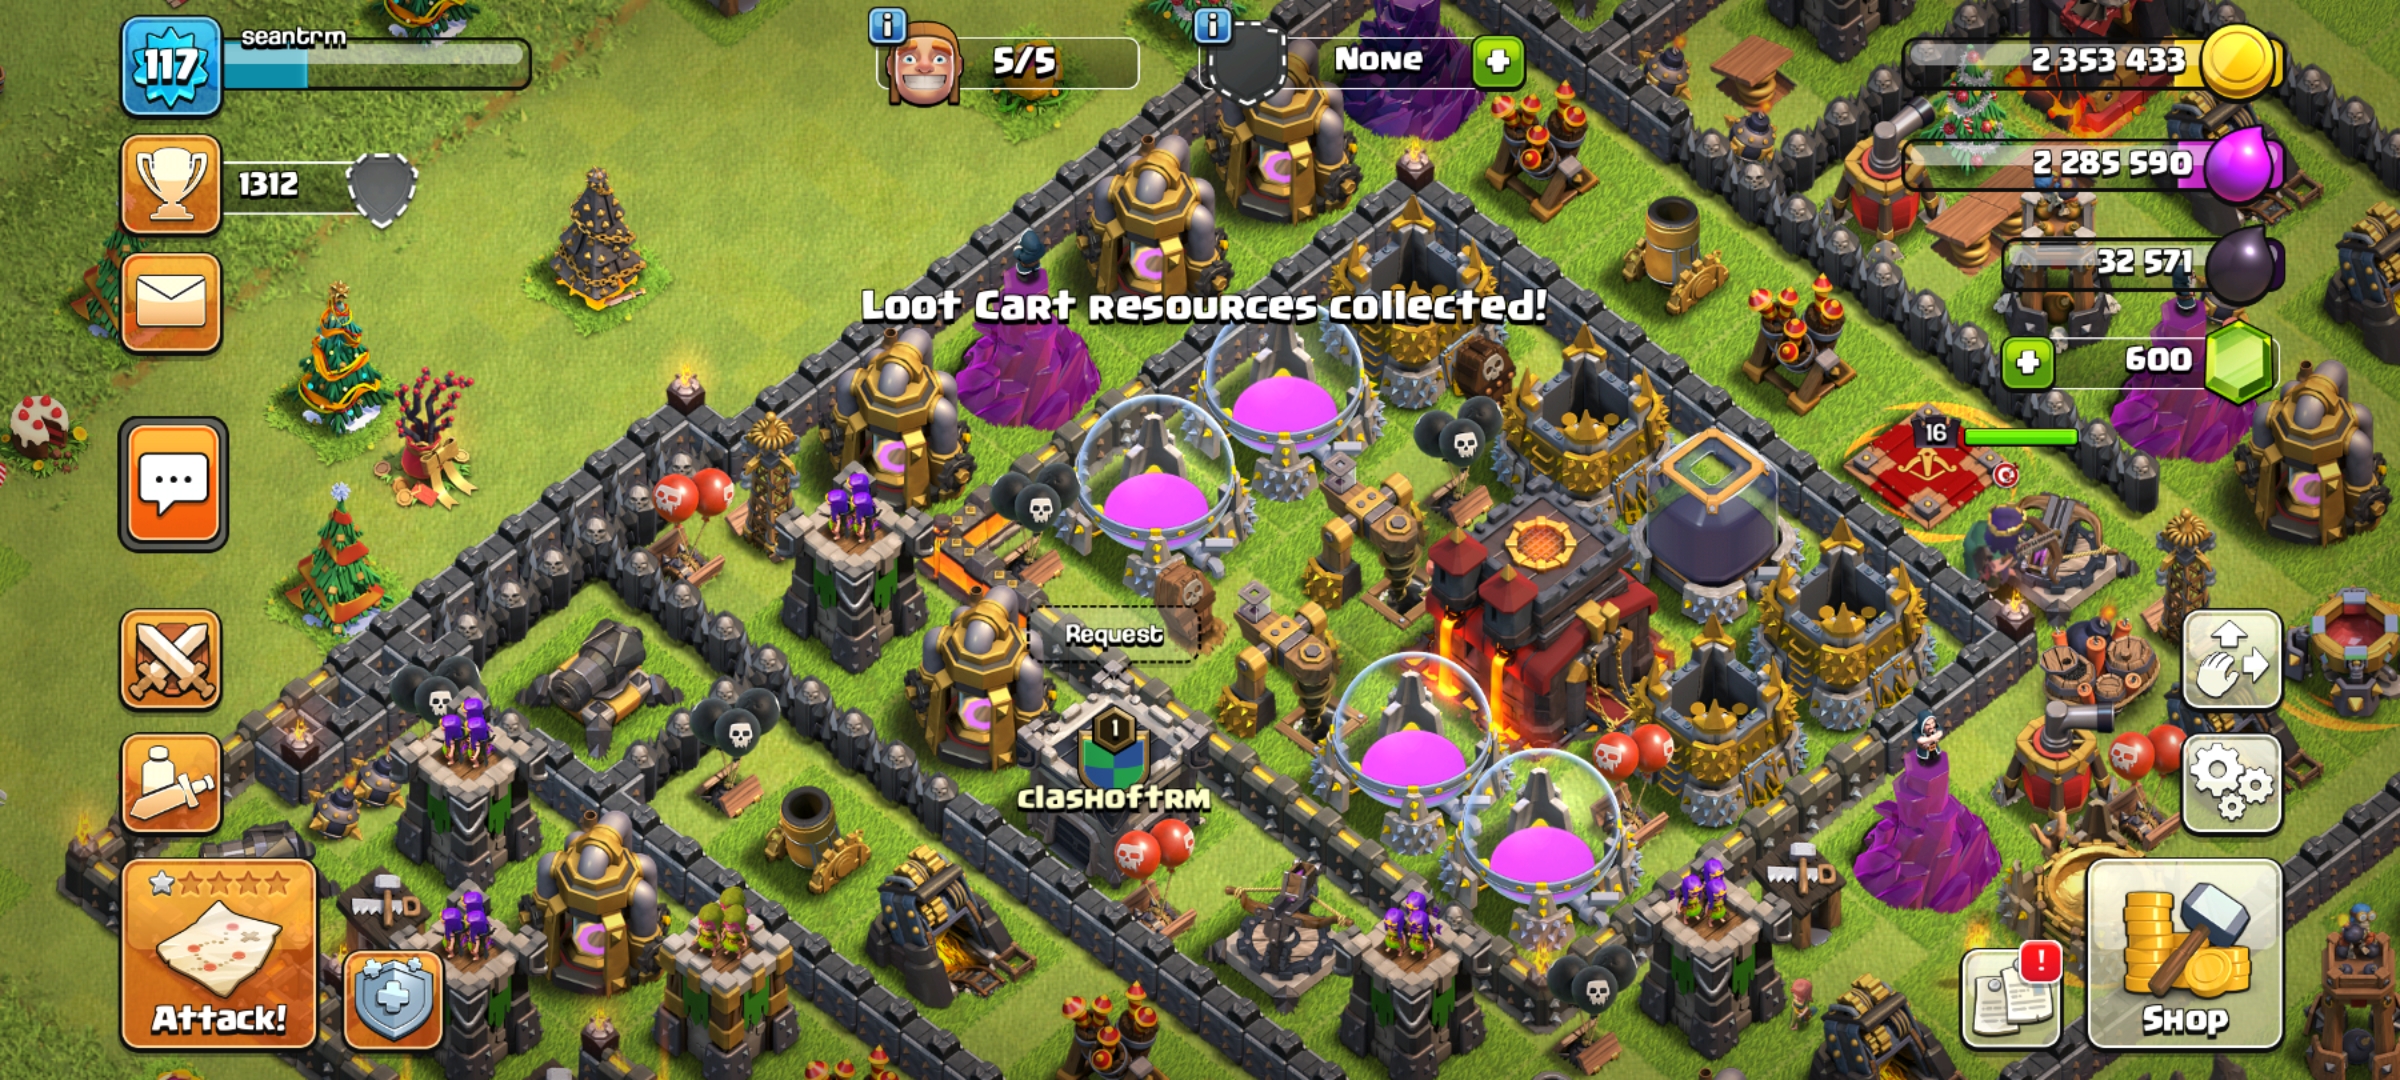 117
seantrm
5/5
None
2 353 433
1312
2 285 590
32 571
Loot Cart resources collected!
600
16
Request
1
clashoftrm
Attack!
!
Shop